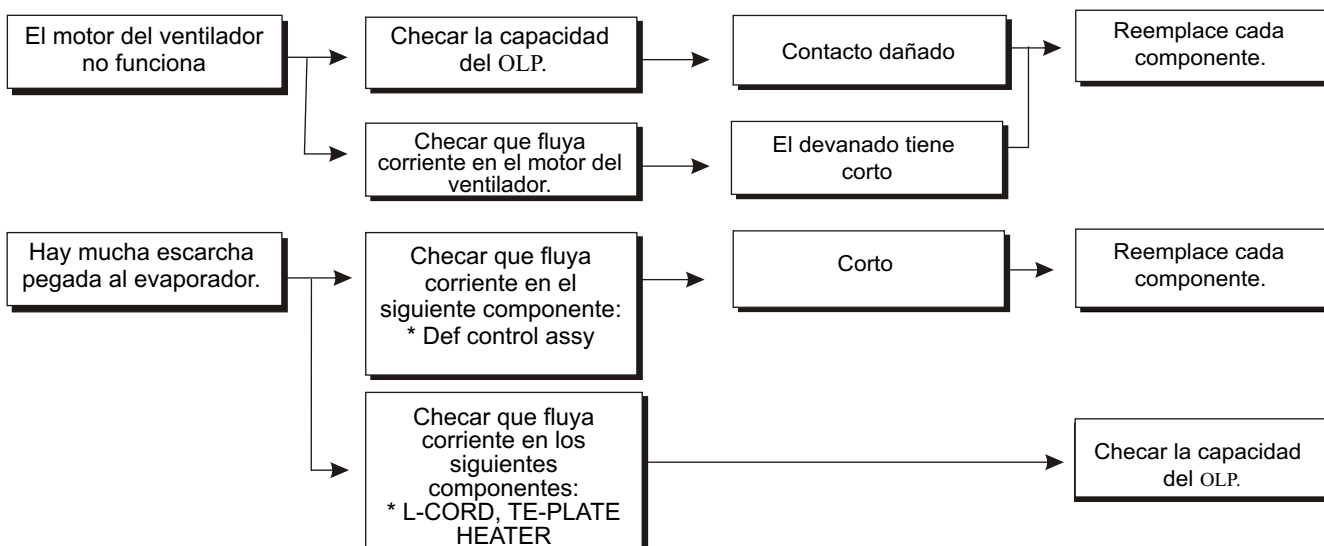 El motor del ventilador
no funciona
Checar la capacidad
del OLP.
Contacto dañado
Reemplace cada
componente.
Checar que fluya
corriente en el motor del
ventilador.
El devanado tiene
corto
Hay mucha escarcha
pegada al evaporador.
Checar que fluya
corriente en el
siguiente componente:
* Def control assy
Corto
Reemplace cada
componente.
Checar que fluya
corriente en los
siguientes
componentes:
* L-CORD, TE-PLATE
HEATER
Checar la capacidad
del OLP.